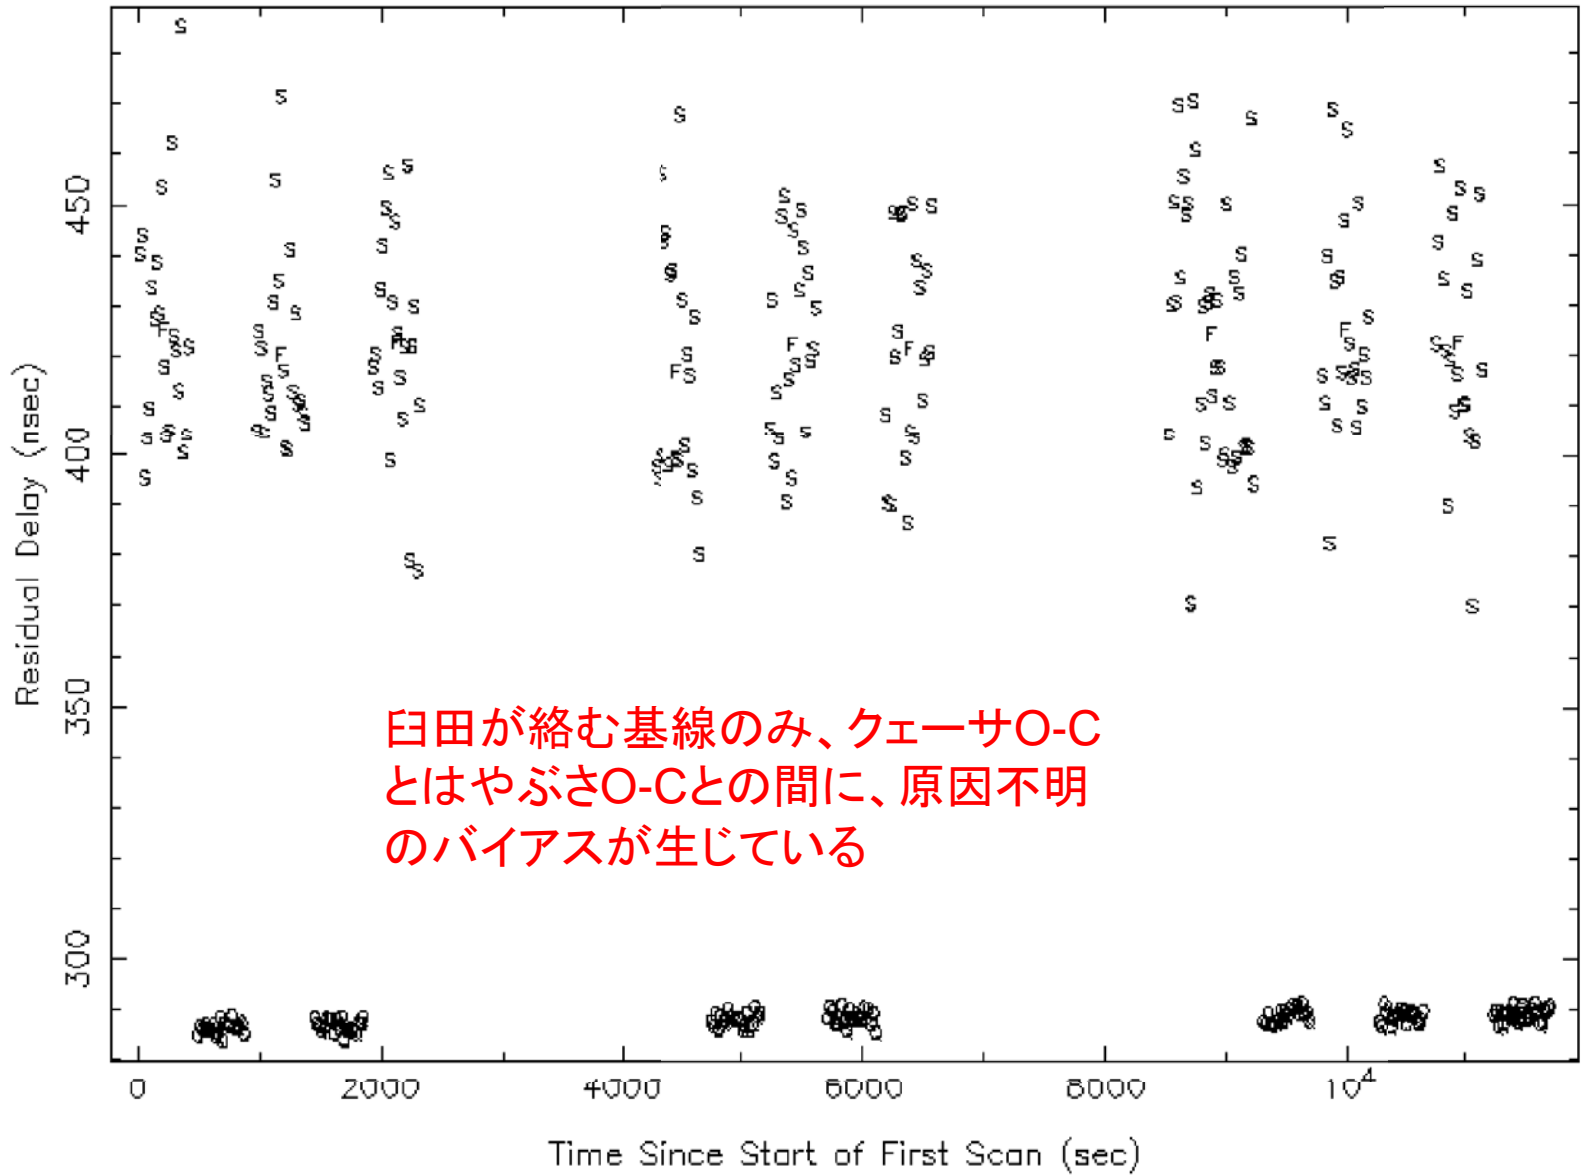 450
400
350
300
Residual Delay (nsec)
臼田が絡む基線のみ、クェーサO-C
とはやぶさO-Cとの間に、原因不明
のバイアスが生じている
0 2000 4000 6000 8000 10⁴
Time Since Start of First Scan (sec)